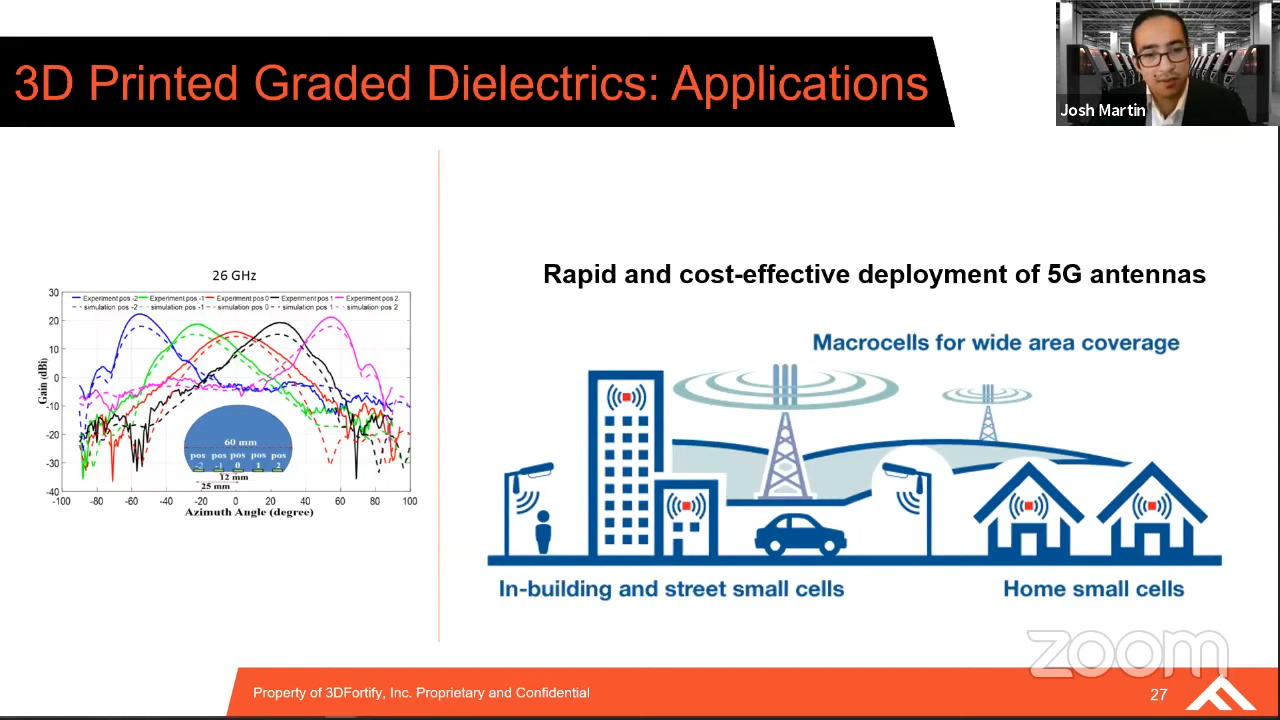 3D Printed Graded Dielectrics: Applications
Josh Martin
26 GHz
Experiment pos -2 Experiment pos -1 Experiment pos 0 Experiment pos 1 Experiment pos 2
simulation pos -2 simulation pos -1 simulation pos 0 simulation pos 1 simulation pos 2
30
20
10
0
-10
-20
-30
-40
Gain (dBi)
60 mm
pos pos pos pos pos
-2 -1 0 1 2
12 mm
25 mm
-100 -80 -60 -40 -20 0 20 40 60 80 100
Azimuth Angle (degree)
Rapid and cost-effective deployment of 5G antennas
Macrocells for wide area coverage
In-building and street small cells
Home small cells
zoom
Property of 3DFortify, Inc. Proprietary and Confidential
27